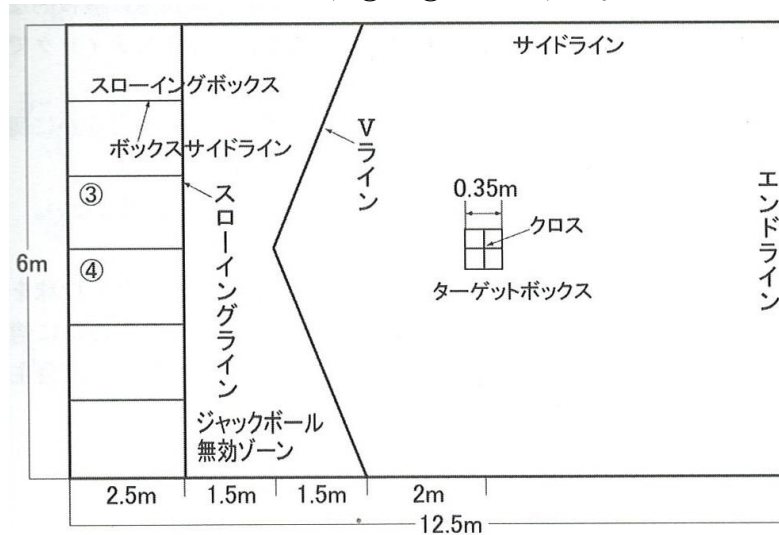 サイドライン
スローイングボックス
ボックスサイドライン
Vライン
スローイングライン
③
④
0.35m
クロス
ターゲットボックス
エンドライン
6m
ジャックボール
無効ゾーン
2.5m
1.5m
1.5m
2m
12.5m